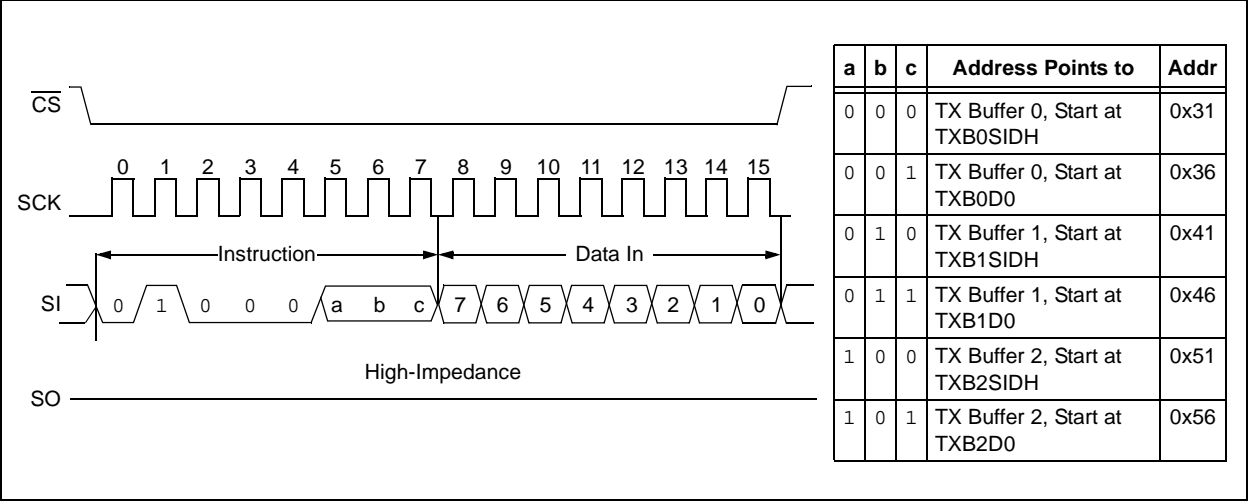 CS
0 1 2 3 4 5 6 7 8 9 10 11 12 13 14 15
SCK
Instruction
Data In
SI
0 1 0 0 0 a b c 7 6 5 4 3 2 1 0
High-Impedance
SO
a b c Address Points to Addr
0 0 0 TX Buffer 0, Start at 0x31
TXB0SIDH
0 0 1 TX Buffer 0, Start at 0x36
TXB0D0
0 1 0 TX Buffer 1, Start at 0x41
TXB1SIDH
0 1 1 TX Buffer 1, Start at 0x46
TXB1D0
1 0 0 TX Buffer 2, Start at 0x51
TXB2SIDH
1 0 1 TX Buffer 2, Start at 0x56
TXB2D0